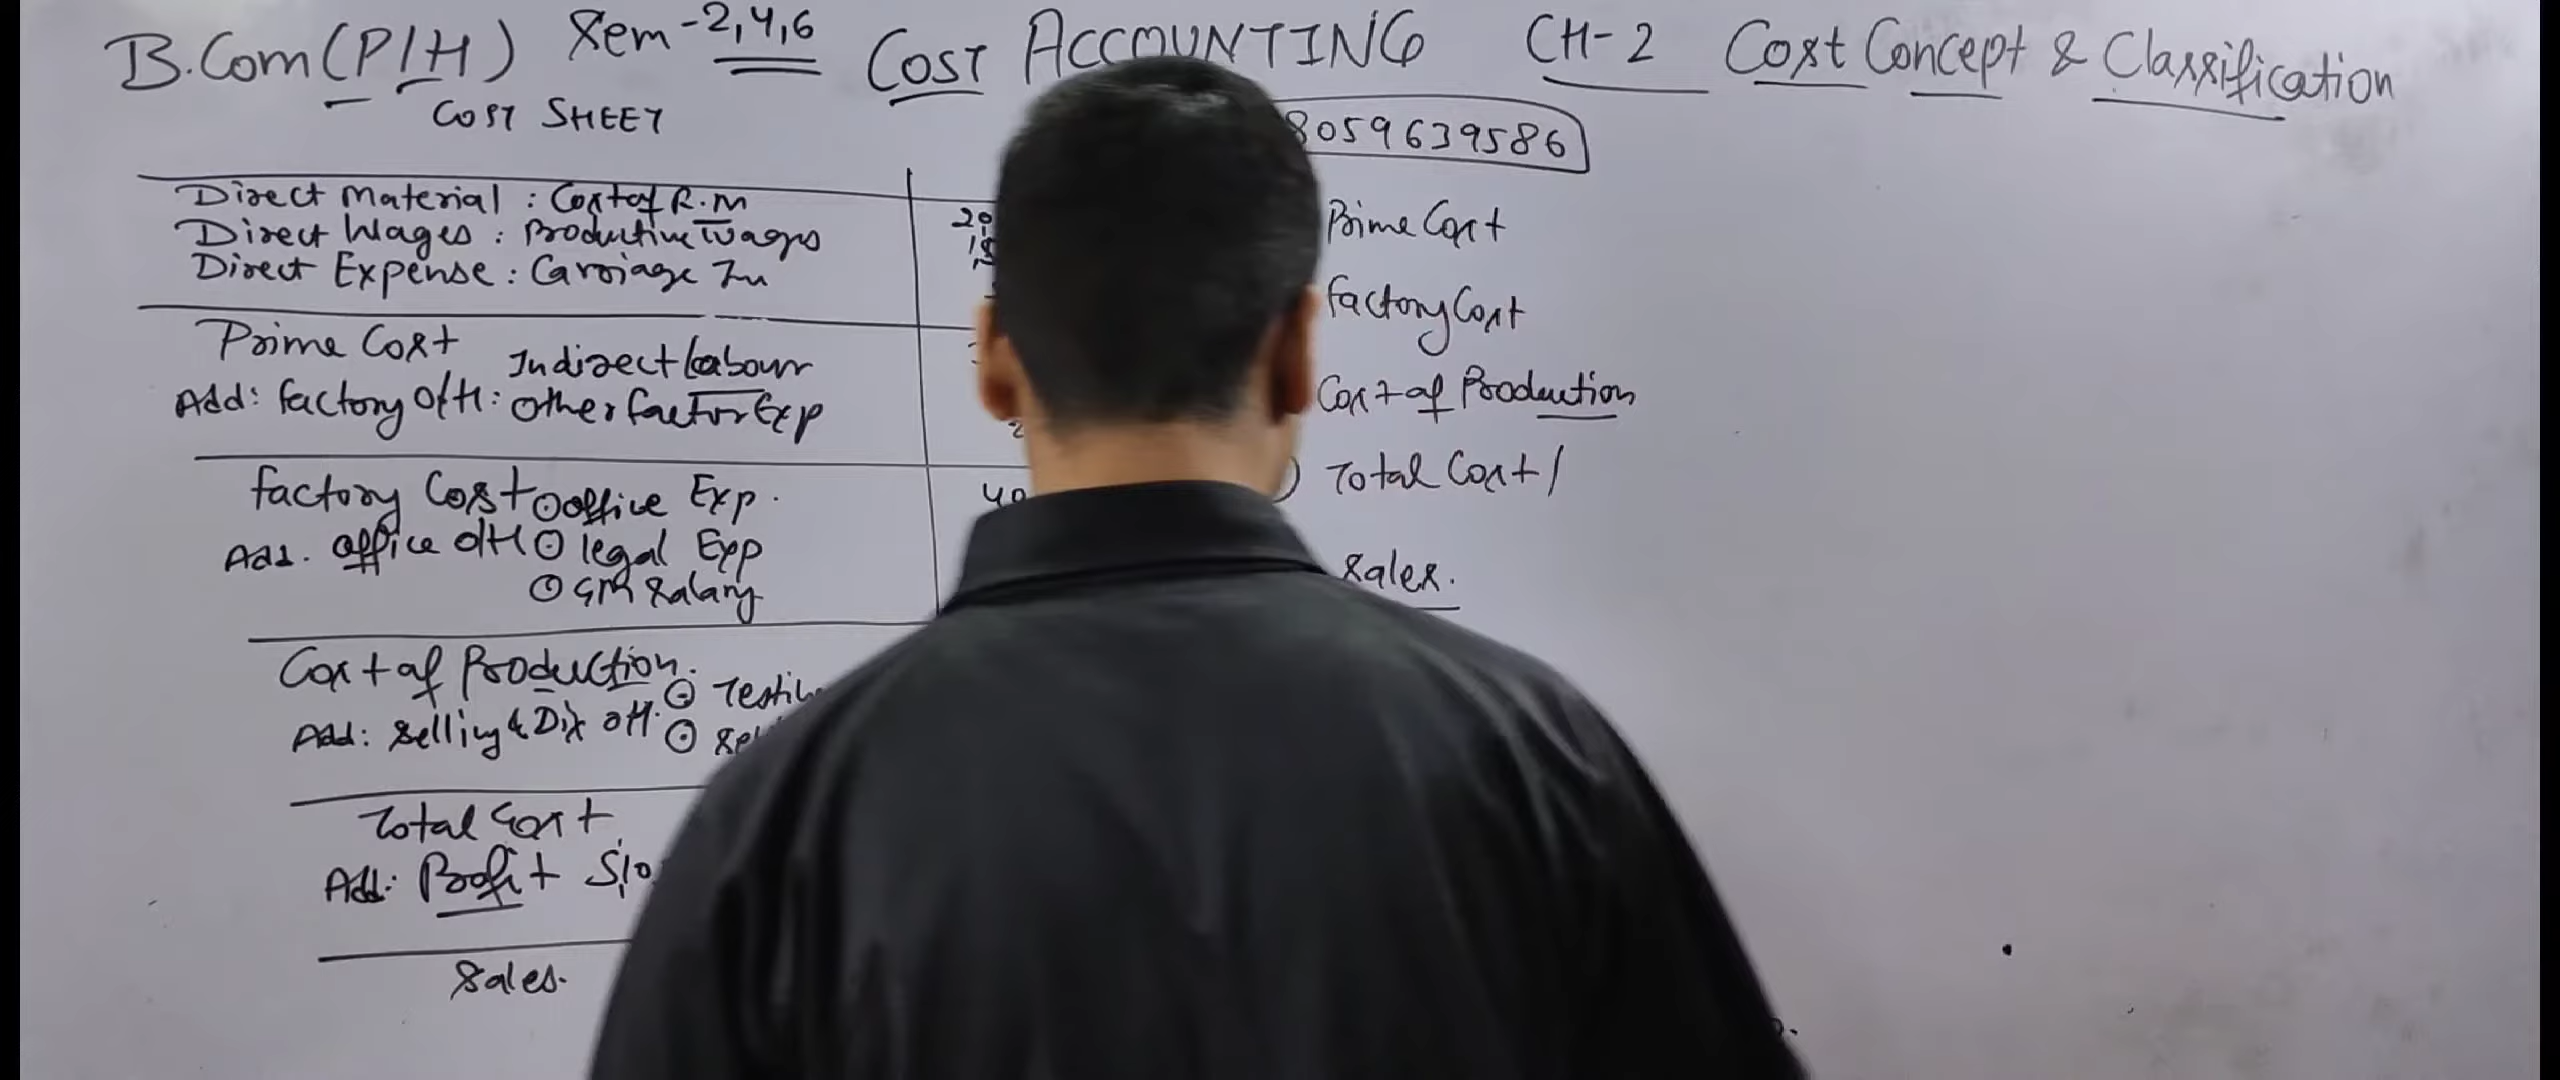 B.Com (P/H) Sem-2,4,6 COST ACCOUNTING CH-2 Cost Concept & Classification
COST SHEET
8059639586
Direct Material : Cost of R.M
Direct Wages : Productive Wages
Direct Expense : Carriage In
Prime Cost
Indirect Labour
Add: Factory O/H : Other Factory Exp
Factory Cost
Office Exp.
Add. office O/H
legal Exp
GM Salary
40
Cost of Production.
Add: Selling & Dis OH.
Total Cost
Add: Profit
Sales.
Prime Cost
Factory Cost
Cost of Production
Total Cost /
Sales.